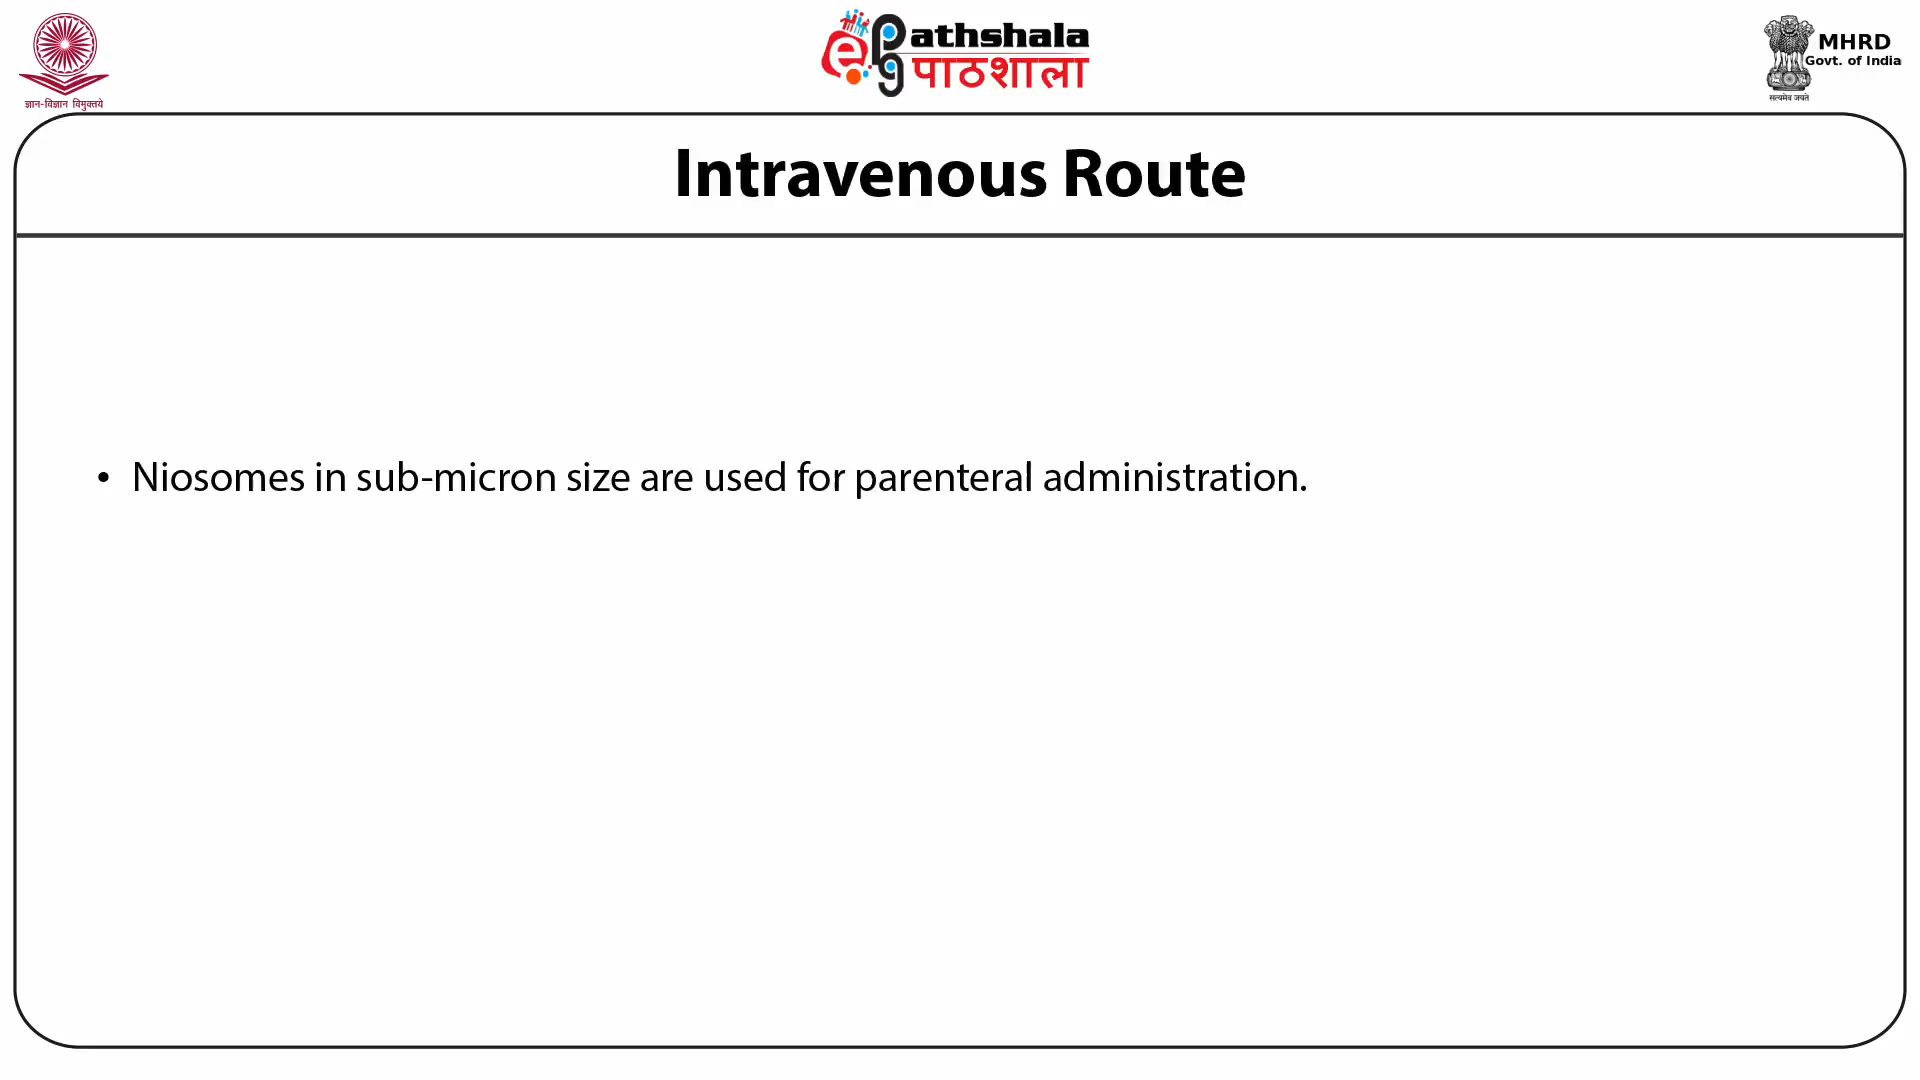 ज्ञान-विज्ञान विमुक्तये
e Pathshala
पाठशाला
MHRD
Govt. of India
सत्यमेव जयते
Intravenous Route
• Niosomes in sub-micron size are used for parenteral administration.